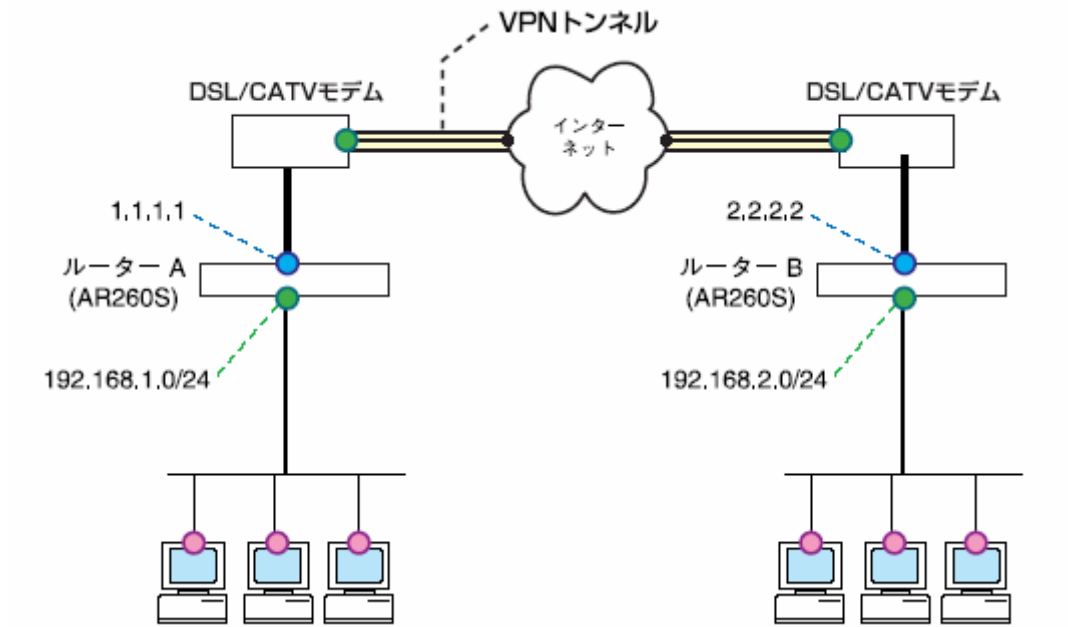 VPNトンネル
DSL/CATVモデム
DSL/CATVモデム
インター
ネット
1.1.1.1
2.2.2.2
ルーター A
(AR260S)
ルーター B
(AR260S)
192.168.1.0/24
192.168.2.0/24